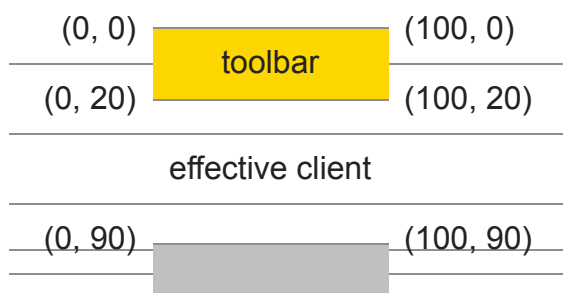 (0, 0) (100, 0)
toolbar
(0, 20) (100, 20)
effective client
(0, 90) (100, 90)